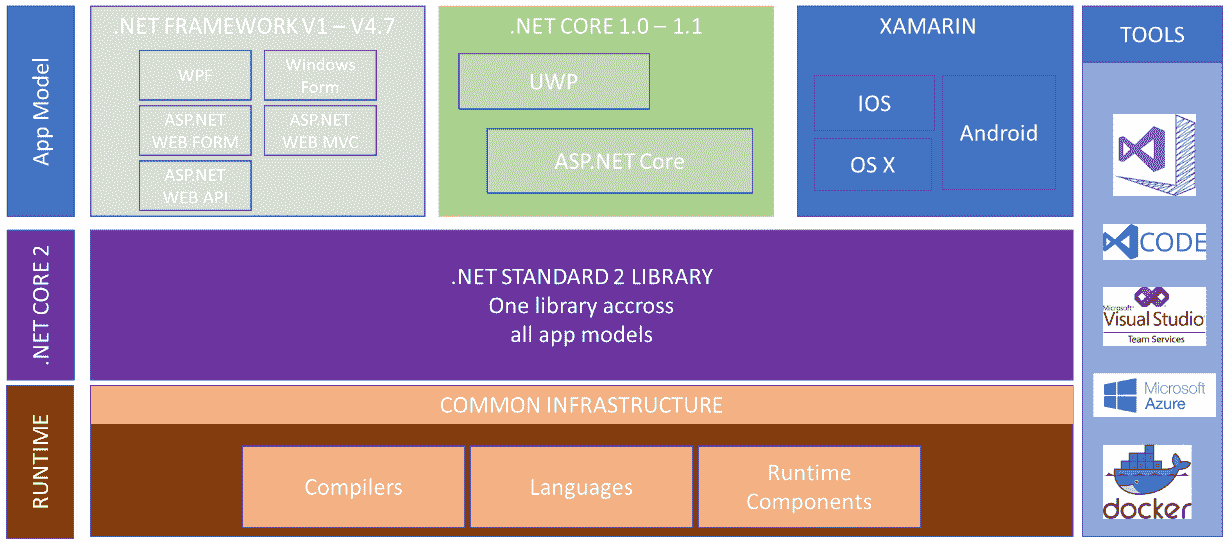 App Model
.NET FRAMEWORK V1 – V4.7
WPF
Windows
Form
ASP.NET
WEB FORM
ASP.NET
WEB MVC
ASP.NET
WEB API
.NET CORE 1.0 – 1.1
UWP
ASP.NET Core
XAMARIN
IOS
OS X
Android
TOOLS
CODE
Microsoft
Visual Studio
Team Services
Microsoft
Azure
docker
.NET CORE 2
.NET STANDARD 2 LIBRARY
One library accross
all app models
RUNTIME
COMMON INFRASTRUCTURE
Compilers
Languages
Runtime
Components